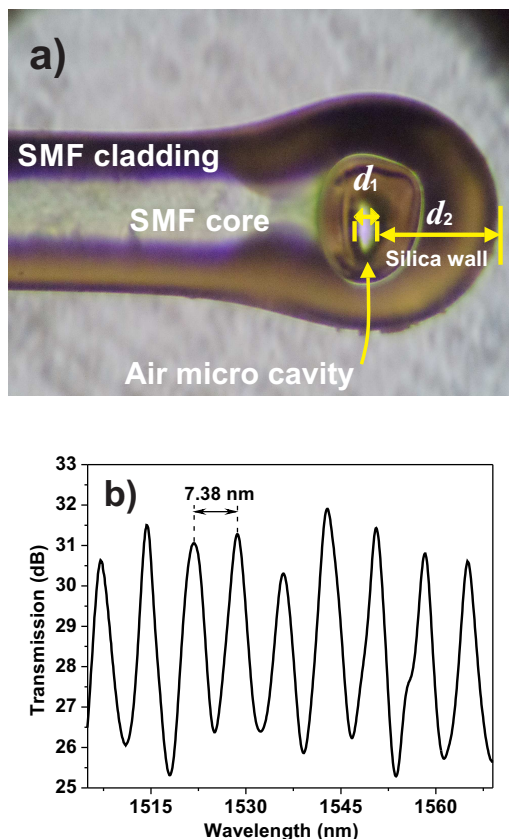 a)
SMF cladding
d₁
SMF core
d₂
Silica wall
Air micro cavity
b)
7.38 nm
33
32
31
30
29
28
27
26
25
Transmission (dB)
1515 1530 1545 1560
Wavelength (nm)